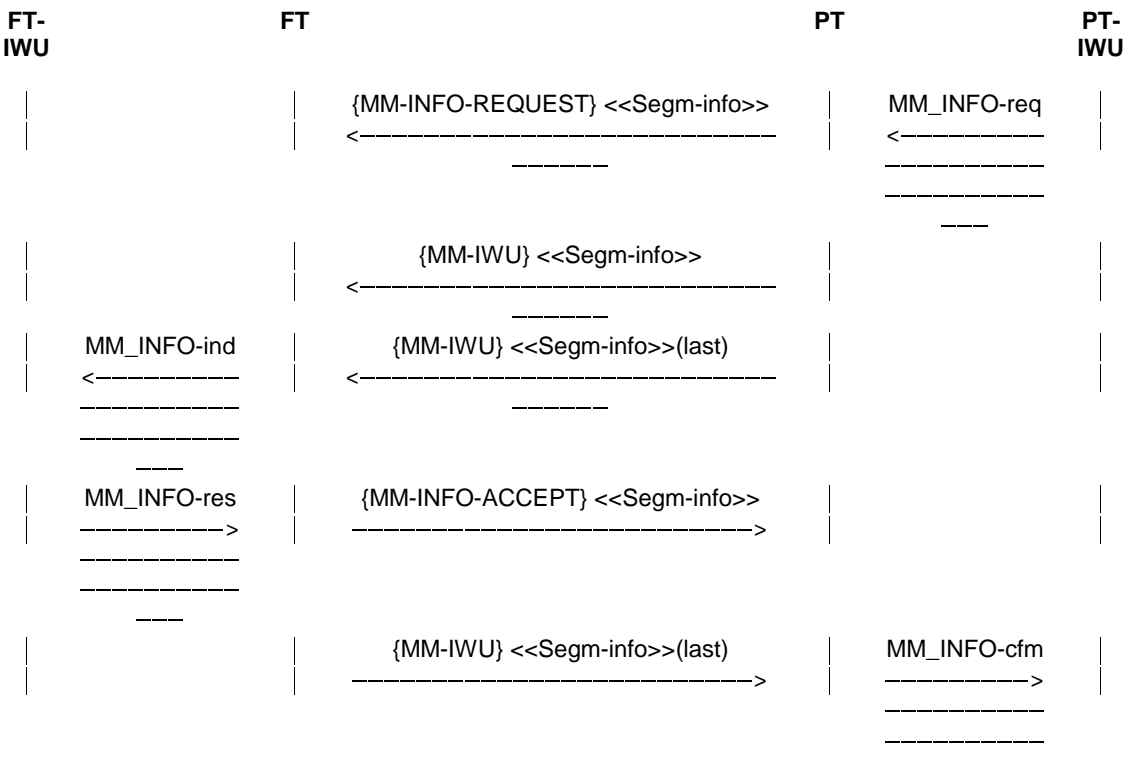 FT-IWU FT PT PT-IWU
{MM-INFO-REQUEST} <<Segm-info>> MM_INFO-req
{MM-IWU} <<Segm-info>>
MM_INFO-ind {MM-IWU} <<Segm-info>>(last)
MM_INFO-res {MM-INFO-ACCEPT} <<Segm-info>>
{MM-IWU} <<Segm-info>>(last) MM_INFO-cfm